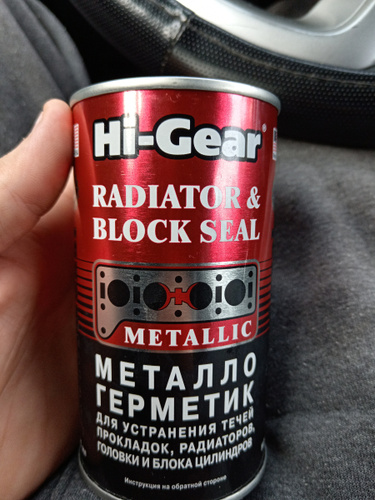 Hi-Gear®
RADIATOR &
BLOCK SEAL
METALLIC
МЕТАЛЛО
ГЕРМЕТИК
ДЛЯ УСТРАНЕНИЯ ТЕЧЕЙ
ПРОКЛАДОК, РАДИАТОРОВ,
ГОЛОВКИ И БЛОКА ЦИЛИНДРОВ
Инструкция на обратной стороне